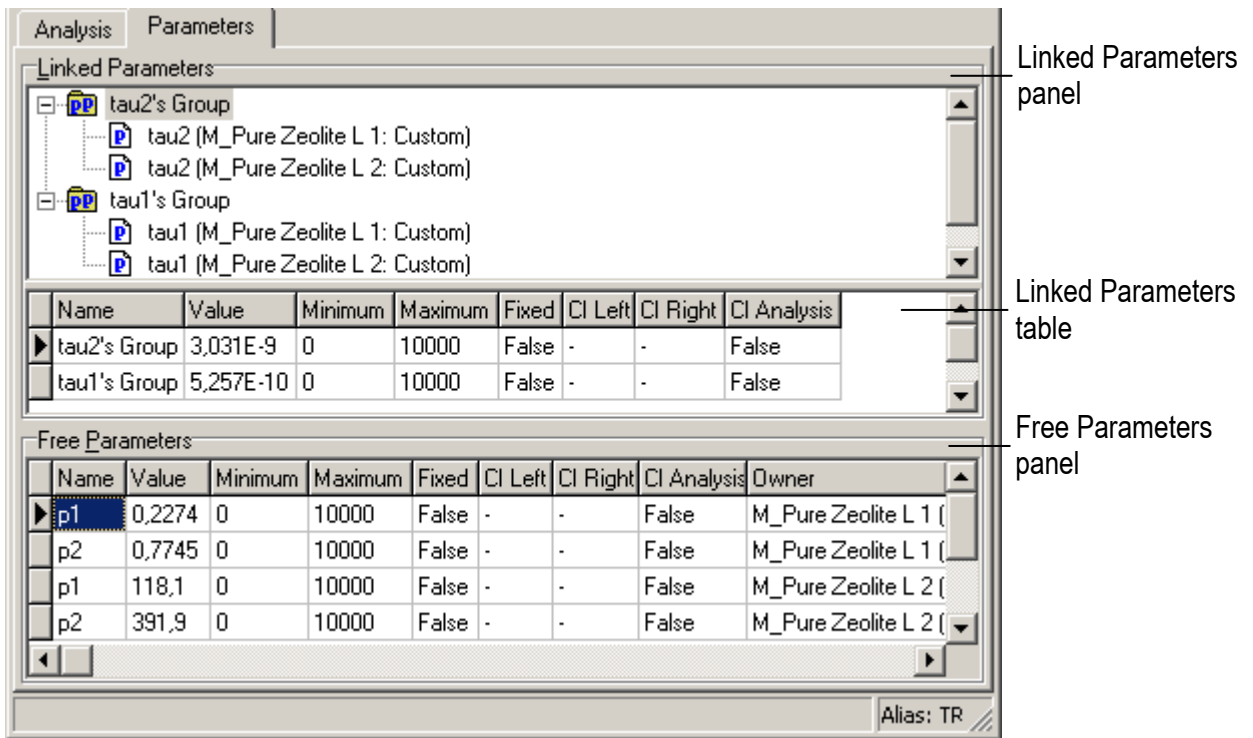 Analysis Parameters
Linked Parameters
tau2's Group
tau2 (M_Pure Zeolite L 1: Custom)
tau2 (M_Pure Zeolite L 2: Custom)
tau1's Group
tau1 (M_Pure Zeolite L 1: Custom)
tau1 (M_Pure Zeolite L 2: Custom)
Name Value Minimum Maximum Fixed CI Left CI Right CI Analysis
tau2's Group 3,031E-9 0 10000 False - - False
tau1's Group 5,257E-10 0 10000 False - - False
Free Parameters
Name Value Minimum Maximum Fixed CI Left CI Right CI Analysis Owner
p1 0,2274 0 10000 False - - False M_Pure Zeolite L 1 (
p2 0,7745 0 10000 False - - False M_Pure Zeolite L 1 (
p1 118,1 0 10000 False - - False M_Pure Zeolite L 2 (
p2 391,9 0 10000 False - - False M_Pure Zeolite L 2 (
Alias: TR
Linked Parameters
panel
Linked Parameters
table
Free Parameters
panel